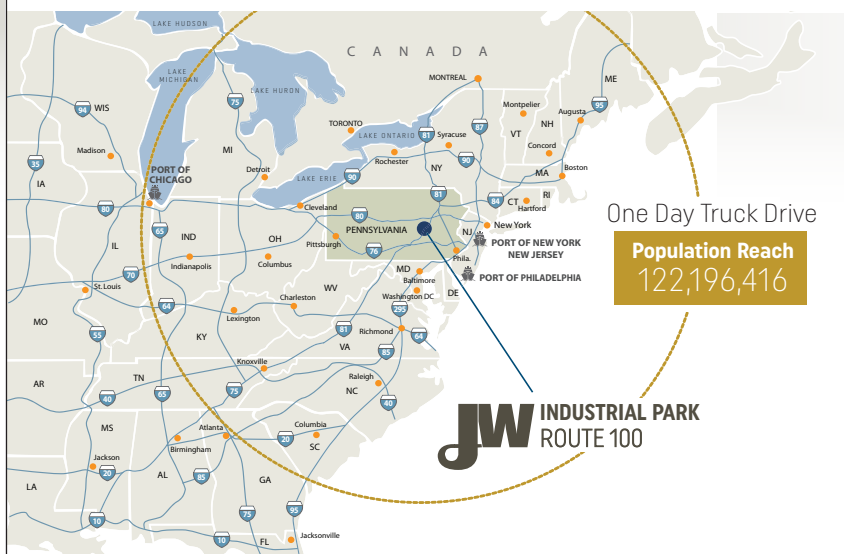 LAKE HUDSON
CANADA
LAKE
MICHIGAN
LAKE HURON
MONTREAL
ME
94
WIS
75
Montpelier
Augusta
95
TORONTO
LAKE ONTARIO
81
87
VT
NH
Syracuse
Madison
MI
Concord
35
Rochester
90
NY
MA
Boston
PORT OF
CHICAGO
Detroit
90
LAKE ERIE
IA
81
84
CT
RI
Hartford
80
Cleveland
80
65
IND
OH
PENNSYLVANIA
NJ
New York
One Day Truck Drive
IL
Pittsburgh
76
Phila.
PORT OF NEW YORK
NEW JERSEY
Population Reach
122,196,416
Indianapolis
Columbus
70
MD
Baltimore
PORT OF PHILADELPHIA
St.Louis
WV
Washington DC
DE
Charleston
64
295
MO
Lexington
81
Richmond
64
55
KY
VA
85
Knoxville
TN
Raleigh
AR
75
NC
40
65
40
JW
INDUSTRIAL PARK
ROUTE 100
MS
Atlanta
Columbia
20
SC
Birmingham
Jackson
20
AL
85
GA
LA
95
75
10
10
FL
Jacksonville